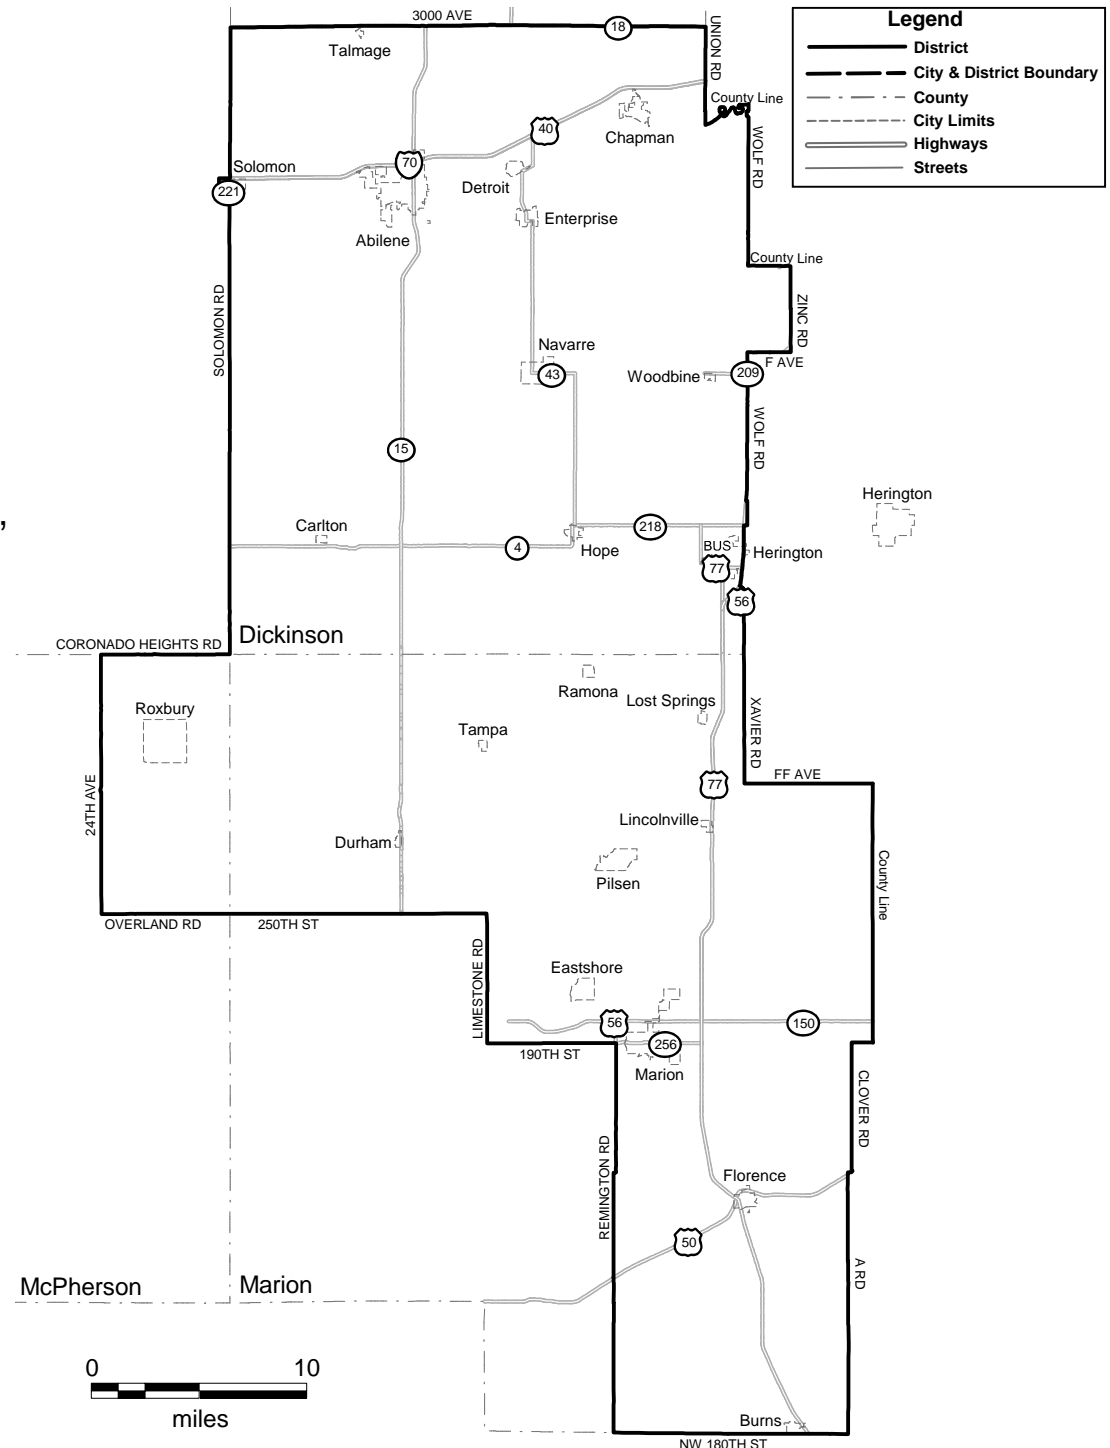 3000 AVE
18
UNION RD
Legend
District
City & District Boundary
County
City Limits
Highways
Streets
Talmage
County Line
40
Chapman
WOLF RD
70
Solomon
221
Detroit
Enterprise
Abilene
County Line
SOLOMON RD
ZINC RD
Navarre
F AVE
43
Woodbine
209
WOLF RD
15
Herington
,
Carlton
218
4
Hope
BUS
77
Herington
56
CORONADO HEIGHTS RD
Dickinson
Roxbury
Ramona
Lost Springs
XAVIER RD
Tampa
FF AVE
77
24TH AVE
Lincolnville
Durham
Pilsen
County Line
OVERLAND RD
250TH ST
LIMESTONE RD
Eastshore
56
150
190TH ST
256
Marion
CLOVER RD
REMINGTON RD
Florence
50
A RD
McPherson
Marion
0
10
miles
Burns
NW 180TH ST